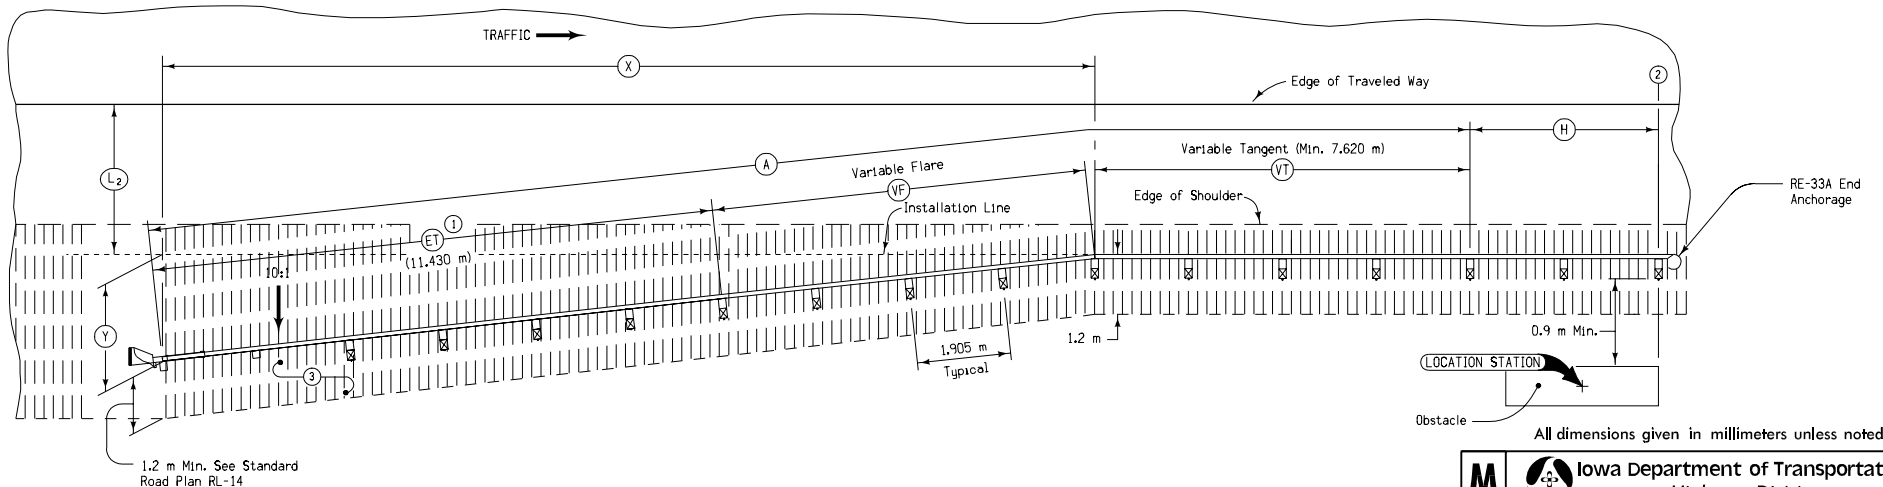 TRAFFIC
X
Edge of Traveled Way
2
L2
A
H
Variable Tangent (Min. 7.620 m)
VT
Variable Flare
VF
Edge of Shoulder
RE-33A End
Anchorage
1
Installation Line
ET
(11.430 m)
10:1
Y
1.2 m
0.9 m Min.
1.905 m
Typical
3
LOCATION STATION
Obstacle
1.2 m Min. See Standard
Road Plan RL-14
All dimensions given in millimeters unless noted
M
Iowa Department of Transportat